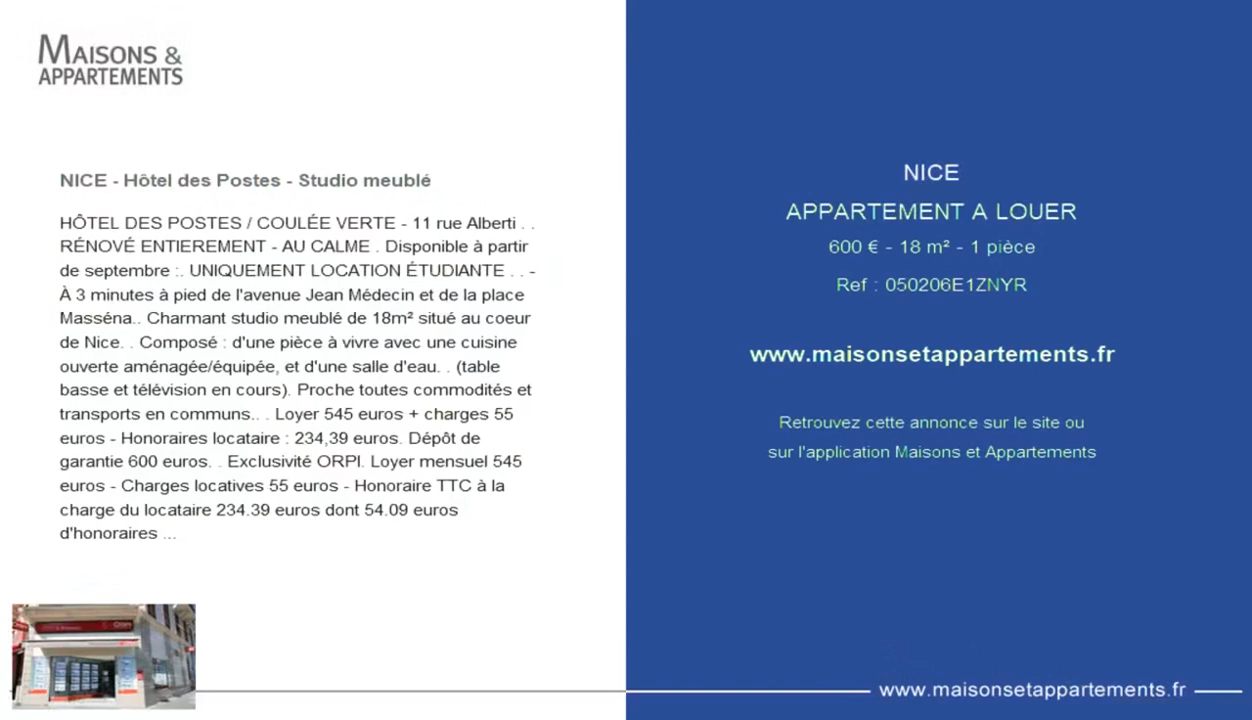 MAISONS &
APPARTEMENTS
NICE - Hôtel des Postes - Studio meublé
HÔTEL DES POSTES / COULÉE VERTE - 11 rue Alberti . .
RÉNOVÉ ENTIEREMENT - AU CALME . Disponible à partir
de septembre :. UNIQUEMENT LOCATION ÉTUDIANTE . . -
À 3 minutes à pied de l'avenue Jean Médecin et de la place
Masséna.. Charmant studio meublé de 18m² situé au coeur
de Nice. . Composé : d'une pièce à vivre avec une cuisine
ouverte aménagée/équipée, et d'une salle d'eau. . (table
basse et télévision en cours). Proche toutes commodités et
transports en communs.. . Loyer 545 euros + charges 55
euros - Honoraires locataire : 234,39 euros. Dépôt de
garantie 600 euros. . Exclusivité ORPI. Loyer mensuel 545
euros - Charges locatives 55 euros - Honoraire TTC à la
charge du locataire 234.39 euros dont 54.09 euros
d'honoraires ...
NICE
APPARTEMENT A LOUER
600 € - 18 m² - 1 pièce
Ref : 050206E1ZNYR
www.maisonsetappartements.fr
Retrouvez cette annonce sur le site ou
sur l'application Maisons et Appartements
www.maisonsetappartements.fr